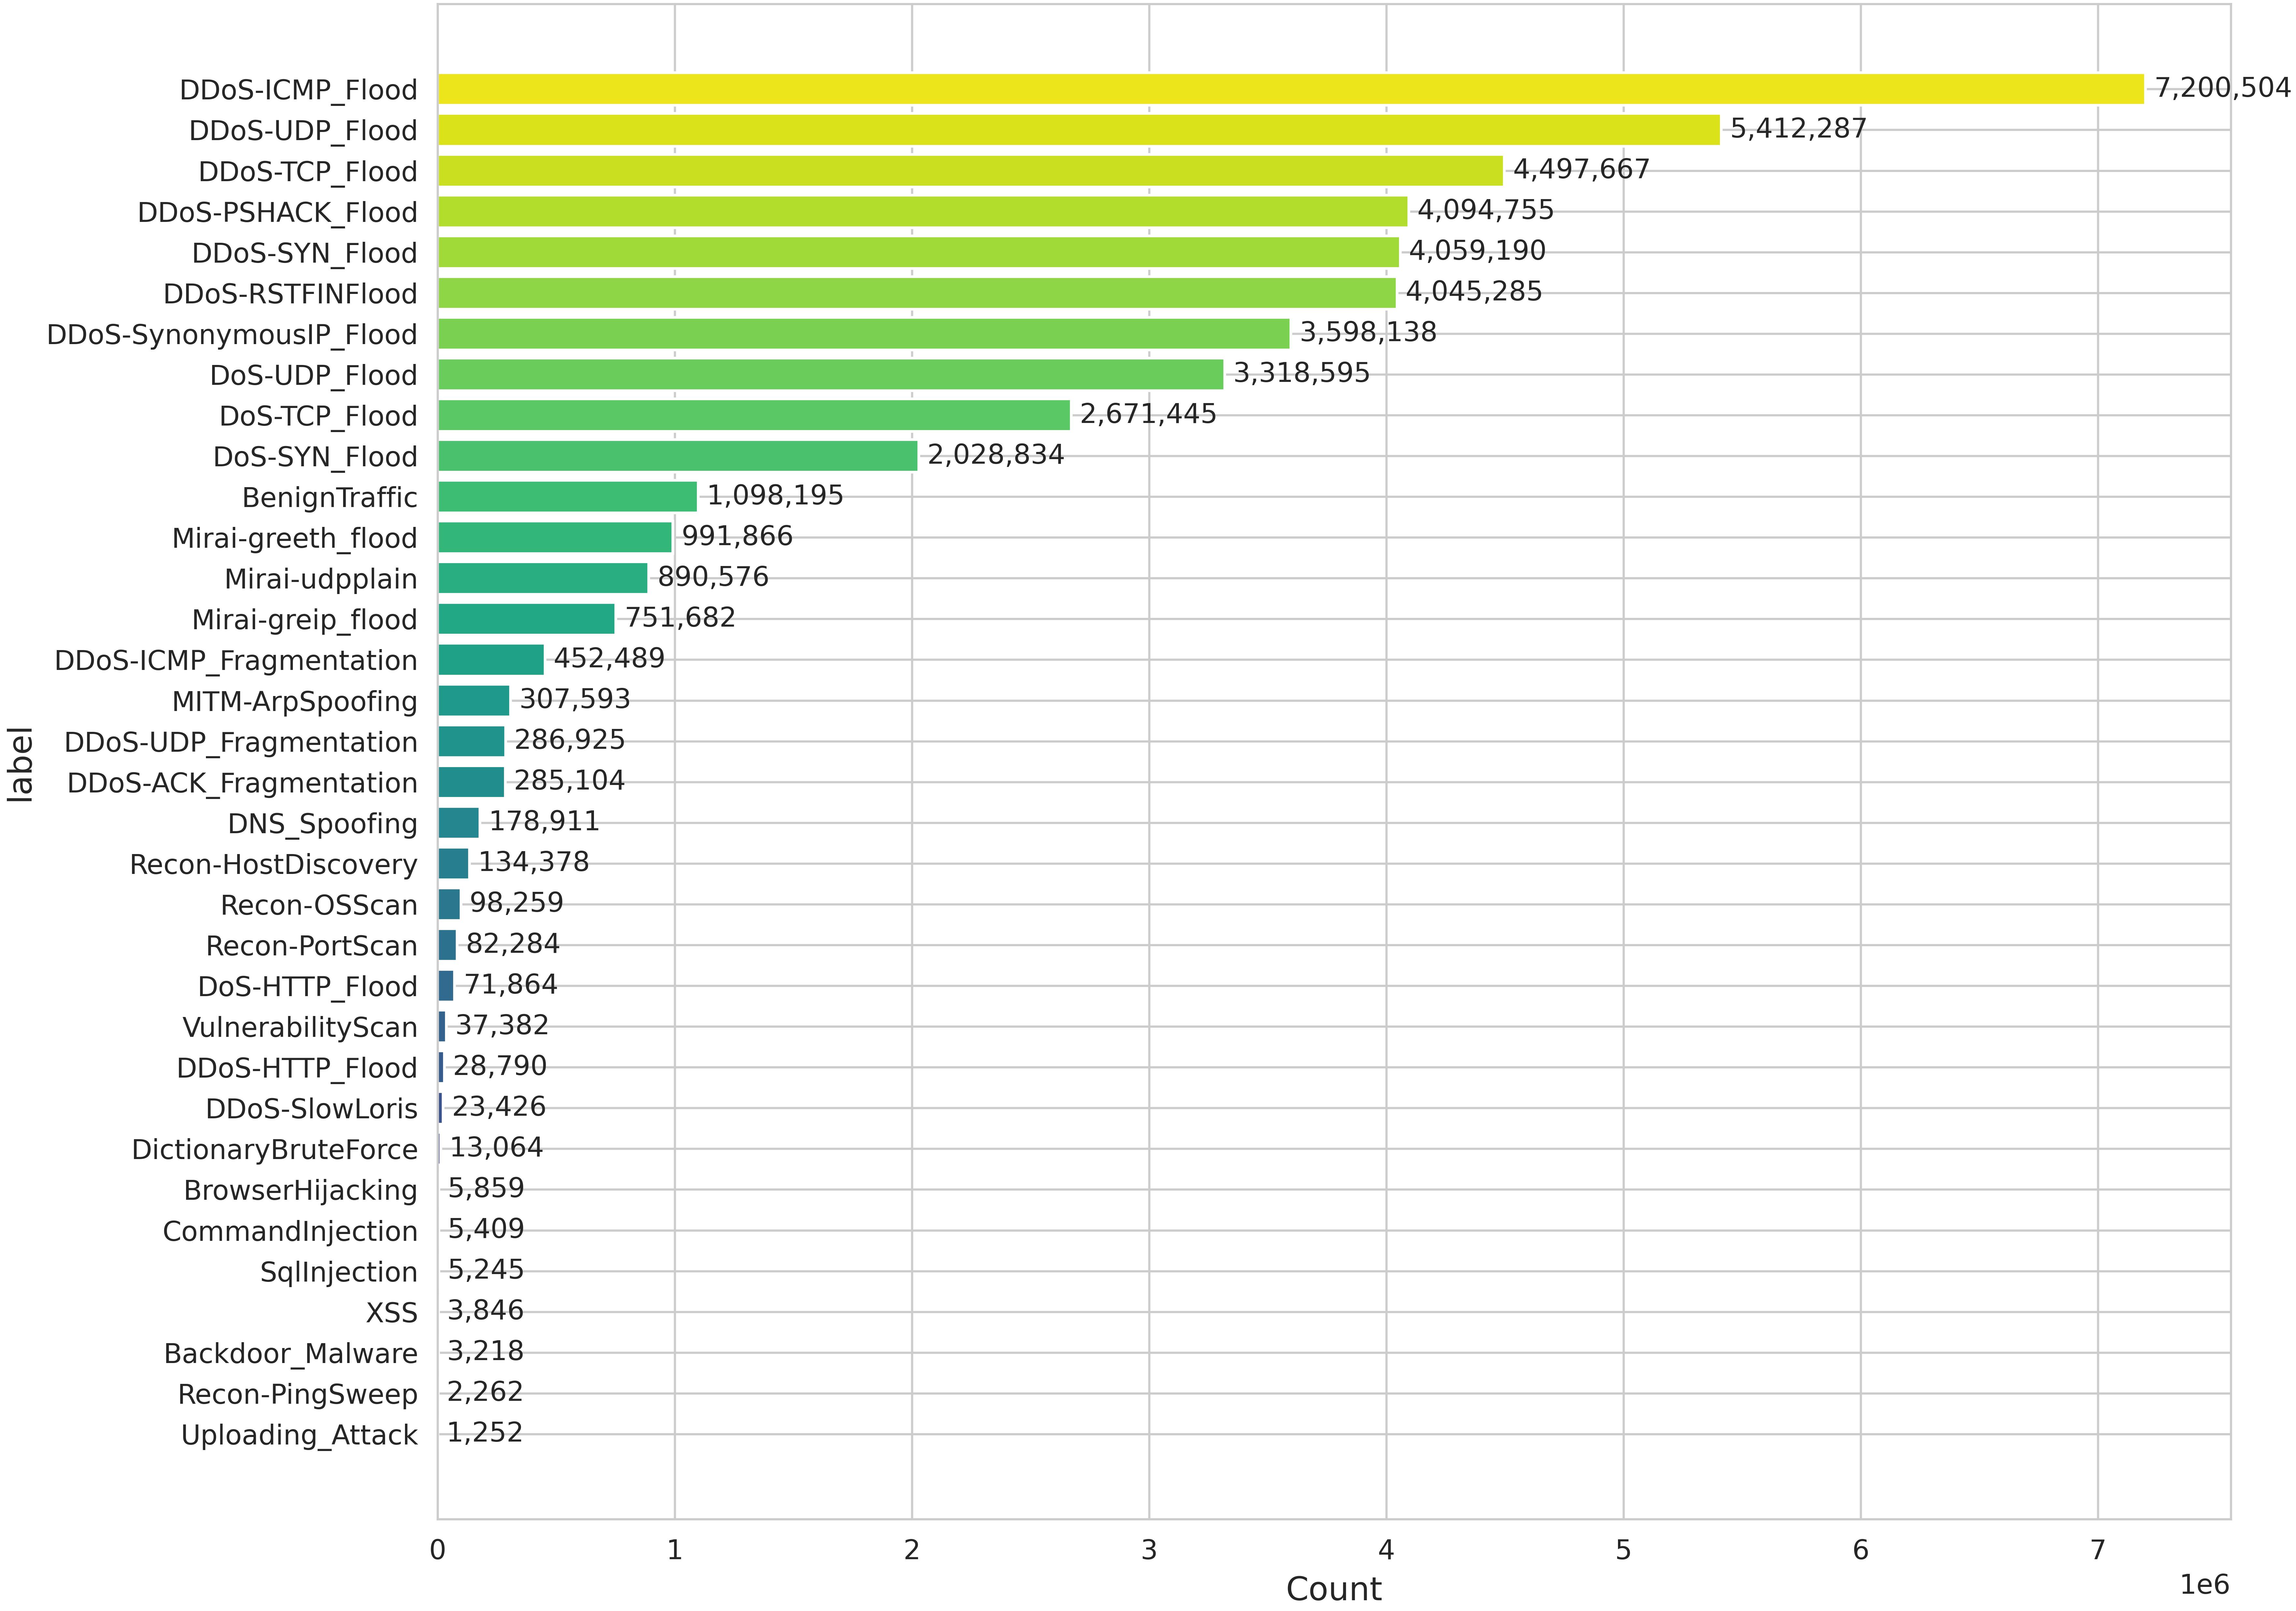 DDoS-ICMP_Flood 7,200,504
DDoS-UDP_Flood 5,412,287
DDoS-TCP_Flood 4,497,667
DDoS-PSHACK_Flood 4,094,755
DDoS-SYN_Flood 4,059,190
DDoS-RSTFINFlood 4,045,285
DDoS-SynonymousIP_Flood 3,598,138
DoS-UDP_Flood 3,318,595
DoS-TCP_Flood 2,671,445
DoS-SYN_Flood 2,028,834
BenignTraffic 1,098,195
Mirai-greeth_flood 991,866
Mirai-udpplain 890,576
Mirai-greip_flood 751,682
DDoS-ICMP_Fragmentation 452,489
MITM-ArpSpoofing 307,593
DDoS-UDP_Fragmentation 286,925
DDoS-ACK_Fragmentation 285,104
DNS_Spoofing 178,911
Recon-HostDiscovery 134,378
Recon-OSScan 98,259
Recon-PortScan 82,284
DoS-HTTP_Flood 71,864
VulnerabilityScan 37,382
DDoS-HTTP_Flood 28,790
DDoS-SlowLoris 23,426
DictionaryBruteForce 13,064
BrowserHijacking 5,859
CommandInjection 5,409
SqlInjection 5,245
XSS 3,846
Backdoor_Malware 3,218
Recon-PingSweep 2,262
Uploading_Attack 1,252
label
0 1 2 3 4 5 6 7
1e6
Count